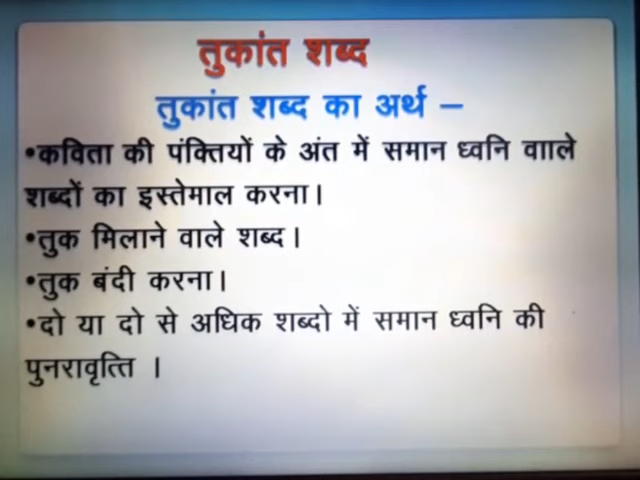 तुकांत शब्द
तुकांत शब्द का अर्थ –
•कविता की पंक्तियों के अंत में समान ध्वनि वााले
शब्दों का इस्तेमाल करना।
•तुक मिलाने वाले शब्द।
•तुक बंदी करना।
•दो या दो से अधिक शब्दो में समान ध्वनि की
पुनरावृत्ति ।